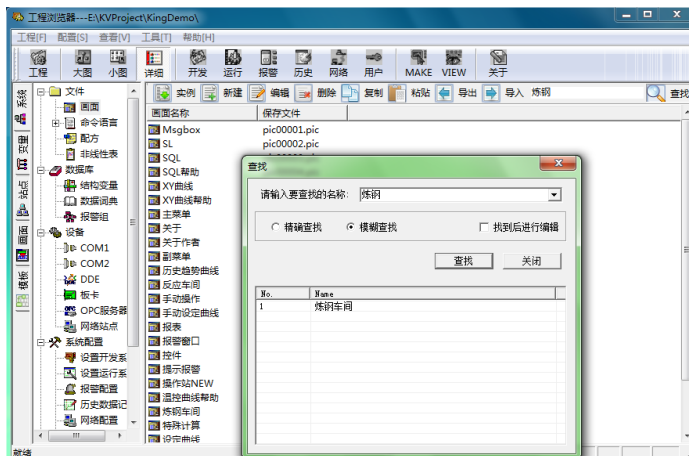 工程浏览器---E:\KVProject\KingDemo\
工程[F] 配置[S] 查看[V] 工具[T] 帮助[H]
工程 大图 小图 详细 开发 运行 报警 历史 网络 用户 MAKE VIEW 关于
系统
变量
站点
画面
模板
文件
画面
命令语言
配方
非线性表
数据库
结构变量
数据词典
报警组
设备
COM1
COM2
DDE
板卡
OPC服务器
网络站点
系统配置
设置开发系
设置运行系
报警配置
历史数据记
网络配置
实例 新建 编辑 删除 复制 粘贴 导出 导入 炼钢 查找
画面名称 保存文件
Msgbox pic00001.pic
SL pic00002.pic
SQL
SQL帮助
XY曲线
XY曲线帮助
主菜单
关于
关于作者
副菜单
历史趋势曲线
反应车间
手动操作
手动设定曲线
报表
报警窗口
控件
提示报警
操作站NEW
温控曲线帮助
炼钢车间
特殊计算
设定曲线
查找
请输入要查找的名称: 炼钢
精确查找 模糊查找 找到后进行编辑
查找 关闭
No. Name
1 炼钢车间
就绪